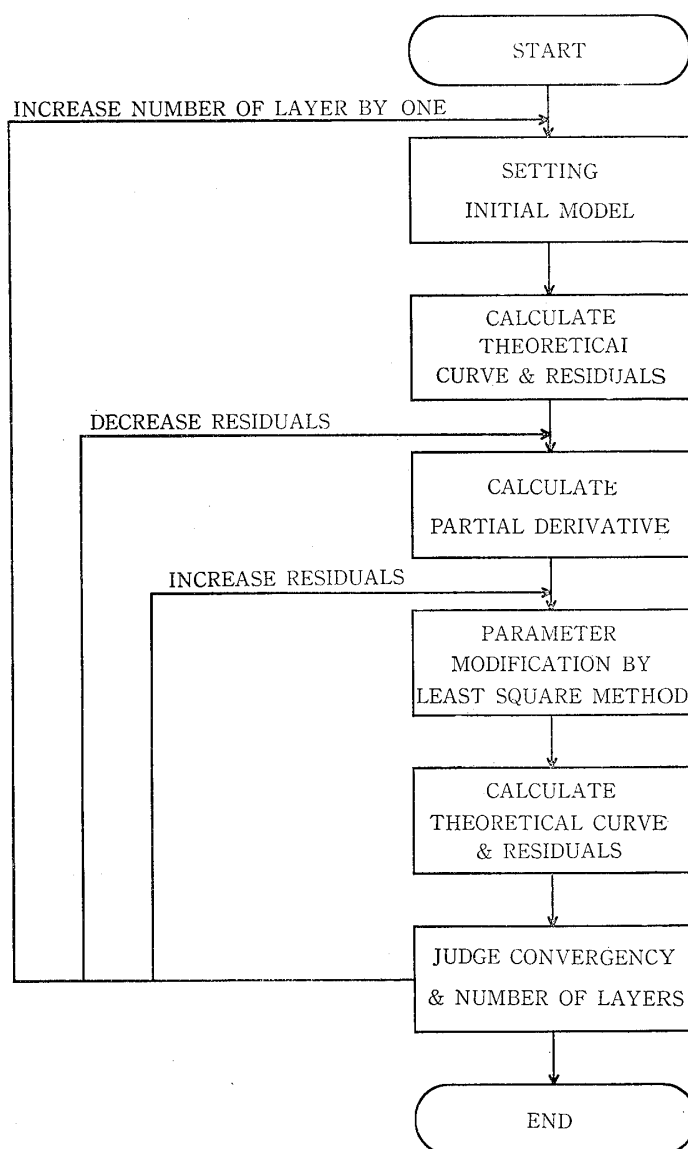 START
INCREASE NUMBER OF LAYER BY ONE
SETTING
INITIAL MODEL
CALCULATE
THEORETICAI
CURVE & RESIDUALS
DECREASE RESIDUALS
CALCULATE
PARTIAL DERIVATIVE
INCREASE RESIDUALS
PARAMETER
MODIFICATION BY
LEAST SQUARE METHOD
CALCULATE
THEORETICAL CURVE
& RESIDUALS
JUDGE CONVERGENCY
& NUMBER OF LAYERS
END